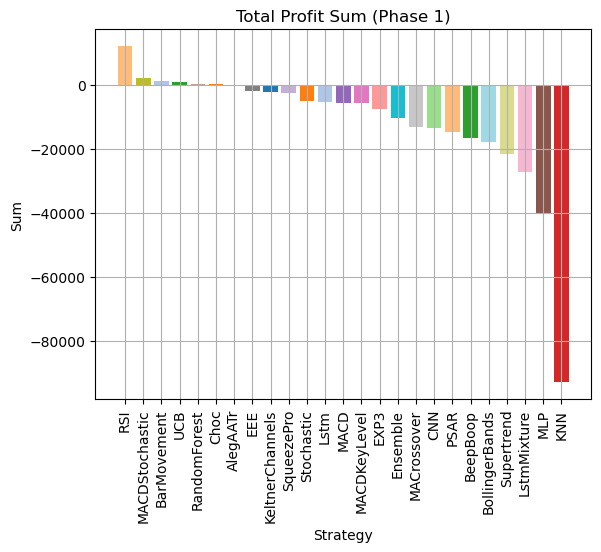 Total Profit Sum (Phase 1)
0
−20000
−40000
−60000
−80000
Sum
RSI
MACDStochastic
BarMovement
UCB
RandomForest
Choc
AlegAATr
EEE
KeltnerChannels
SqueezePro
Stochastic
Lstm
MACD
MACDKeyLevel
EXP3
Ensemble
MACrossover
CNN
PSAR
BeepBoop
BollingerBands
Supertrend
LstmMixture
MLP
KNN
Strategy